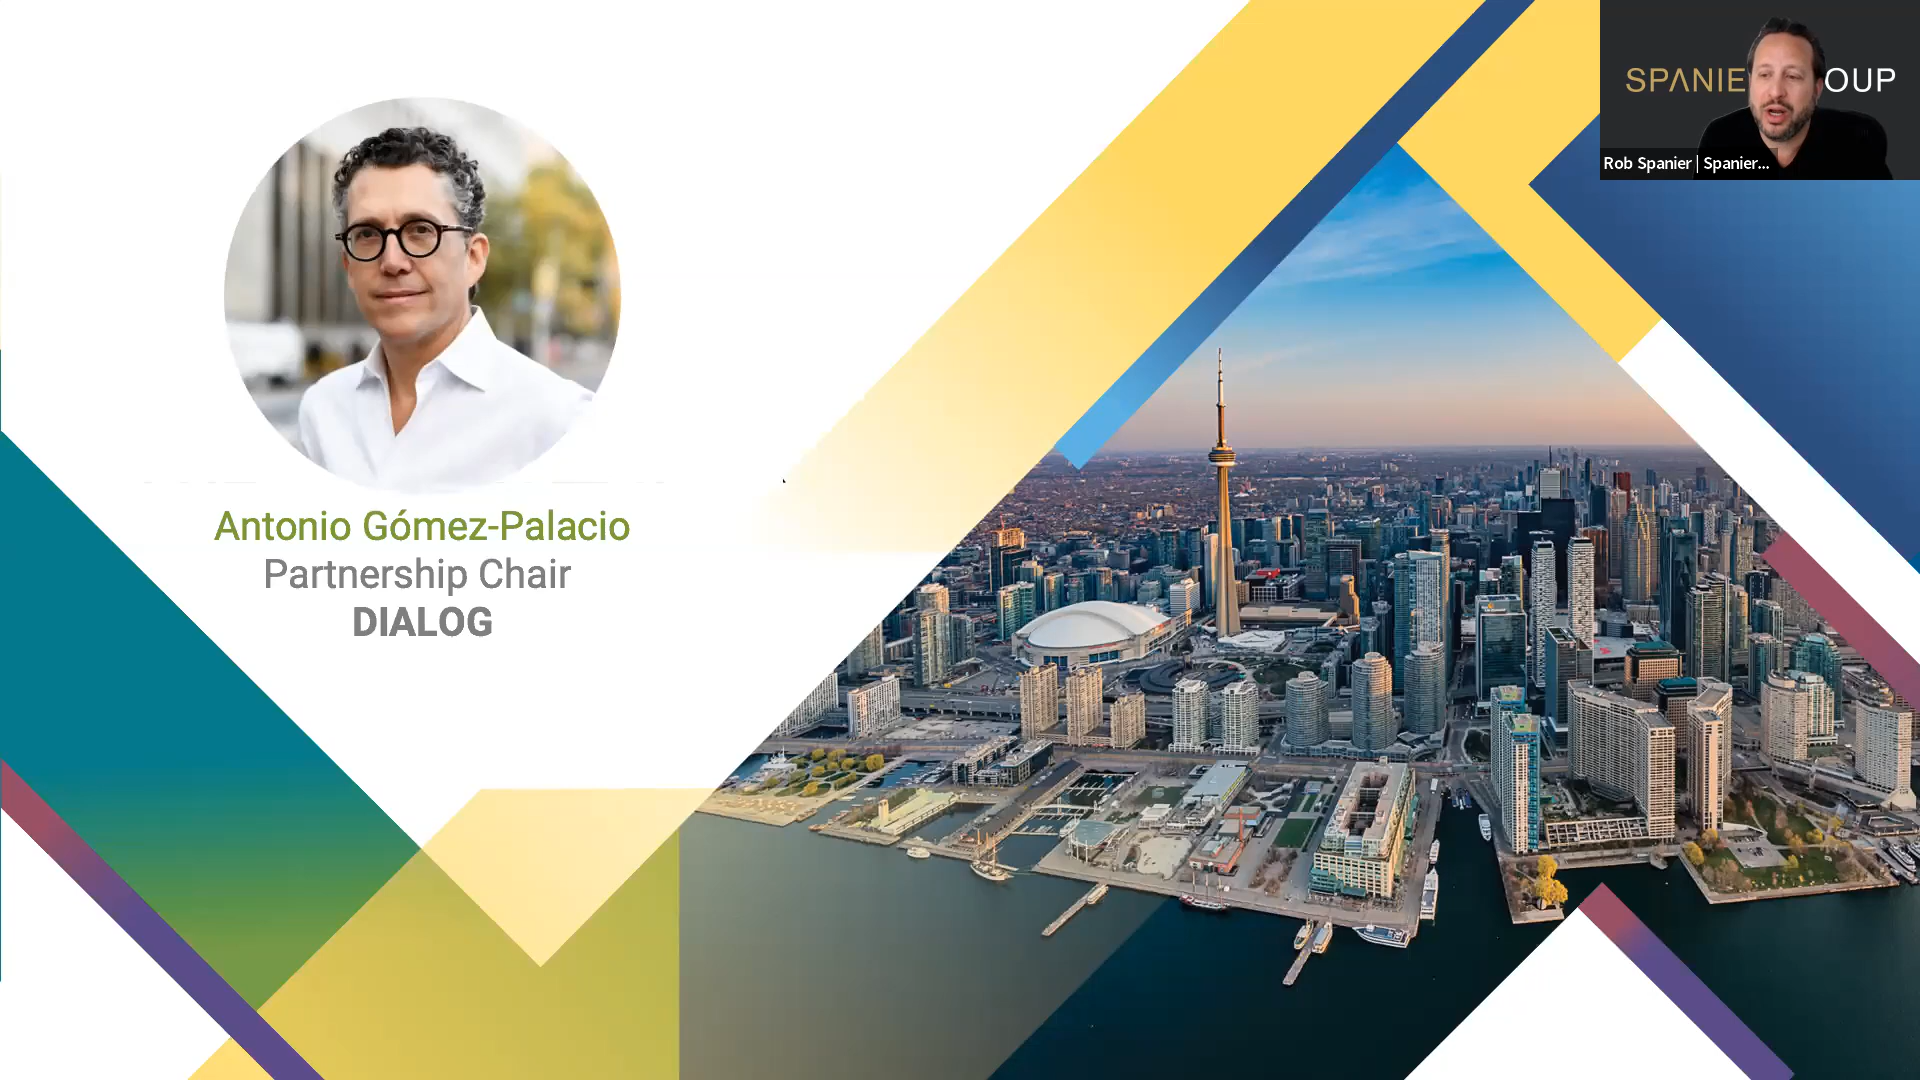 SPANIE OUP
Rob Spanier | Spanier...
Antonio Gómez-Palacio
Partnership Chair
DIALOG